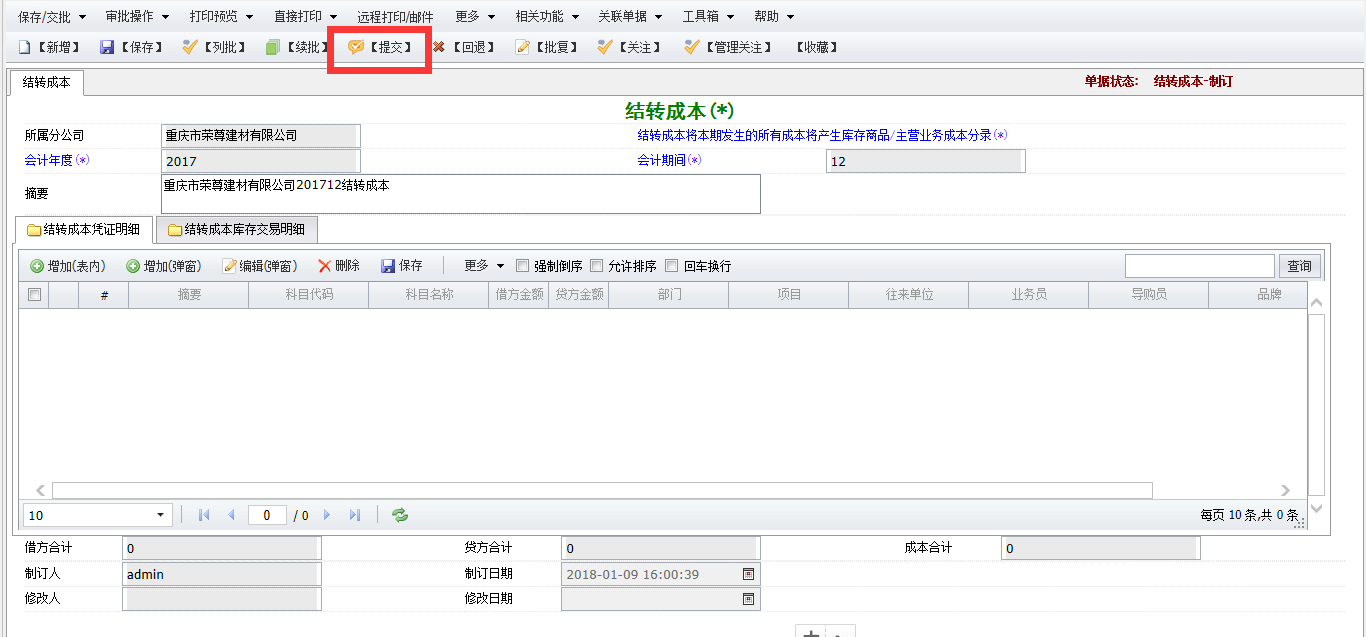 保存/交批 审批操作 打印预览 直接打印 远程打印/邮件 更多 相关功能 关联单据 工具箱 帮助
【新增】 【保存】 【列批】 【续批】 【提交】 【回退】 【批复】 【关注】 【管理关注】 【收藏】
结转成本 单据状态: 结转成本-制订
结转成本(*)
所属分公司 重庆市荣尊建材有限公司 结转成本将本期发生的所有成本将产生库存商品/主营业务成本分录(*)
会计年度(*) 2017 会计期间(*) 12
摘要 重庆市荣尊建材有限公司201712结转成本
结转成本凭证明细 结转成本库存交易明细
增加(表内) 增加(弹窗) 编辑(弹窗) 删除 保存 更多 强制倒序 允许排序 回车换行 查询
# 摘要 科目代码 科目名称 借方金额 贷方金额 部门 项目 往来单位 业务员 导购员 品牌
10 0 / 0 每页 10 条,共 0 条
借方合计 0 贷方合计 0 成本合计 0
制订人 admin 制订日期 2018-01-09 16:00:39
修改人 修改日期